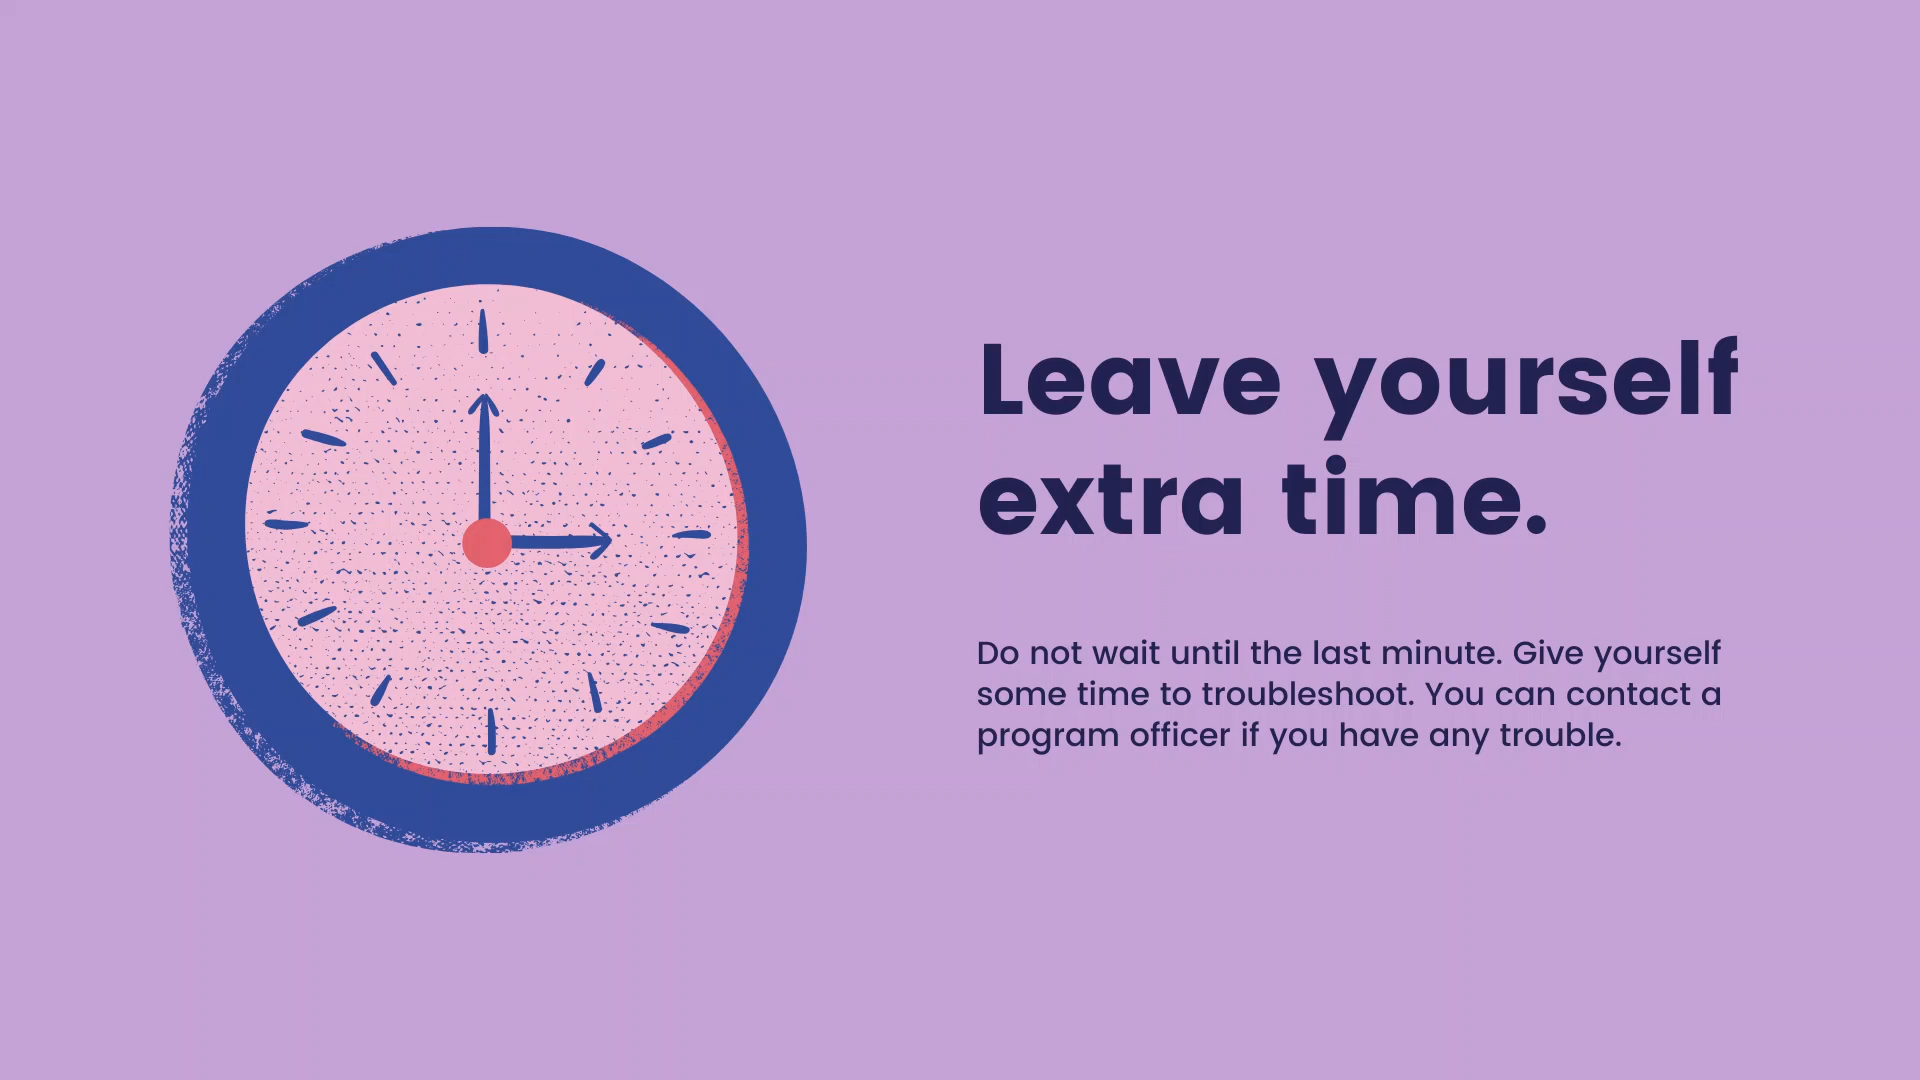 Leave yourself
extra time.
Do not wait until the last minute. Give yourself
some time to troubleshoot. You can contact a
program officer if you have any trouble.